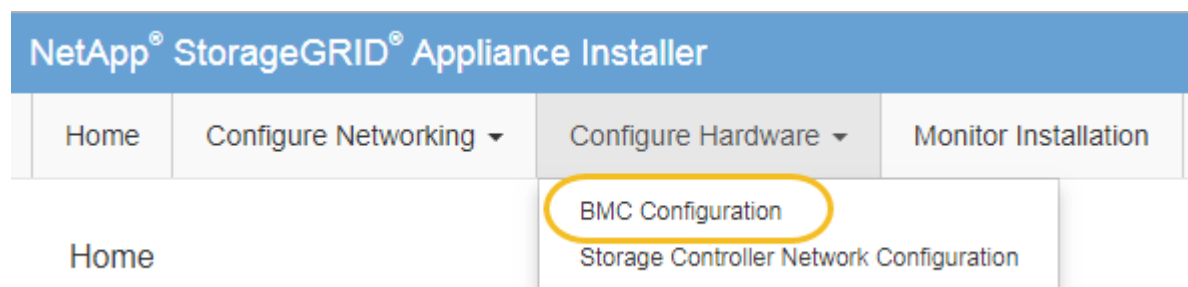 NetApp® StorageGRID® Appliance Installer
Home Configure Networking Configure Hardware Monitor Installation
BMC Configuration
Home
Storage Controller Network Configuration